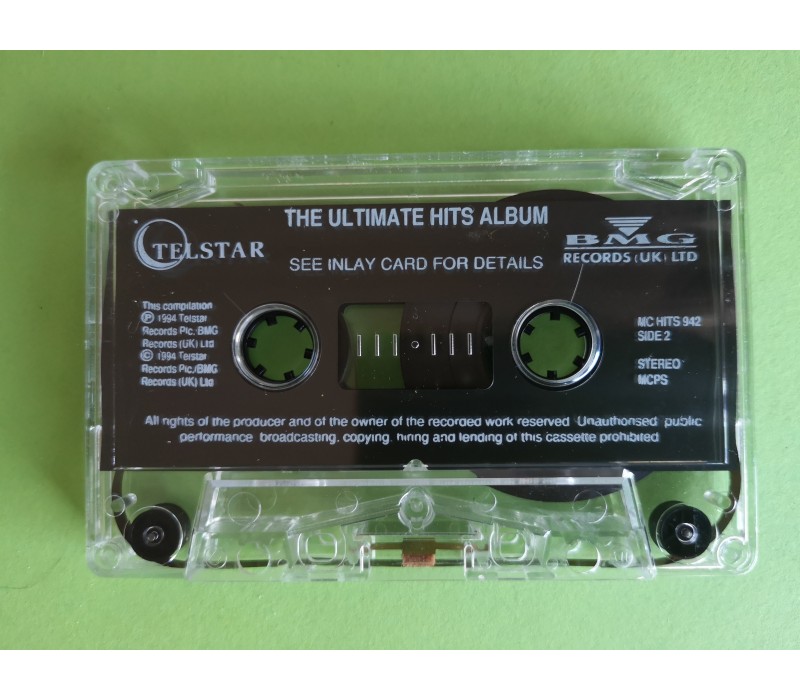 THE ULTIMATE HITS ALBUM
TELSTAR
BMG
RECORDS (UK) LTD
SEE INLAY CARD FOR DETAILS
This compilation
Ⓟ 1994 Telstar
Records Plc./BMG
Records (UK) Ltd
© 1994 Telstar
Records Plc./BMG
Records (UK) Ltd
MC HITS 942
SIDE 2
STEREO
MCPS
All rights of the producer and of the owner of the recorded work reserved Unauthorised public
performance broadcasting, copying, hiring and lending of this cassette prohibited